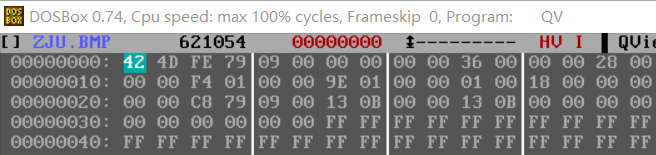 DOSBox 0.74, Cpu speed: max 100% cycles, Frameskip 0, Program: QV
[] ZJU.BMP 621054 00000000 ↨--------- HV I QVie
00000000: 42 4D FE 79 09 00 00 00 00 00 36 00 00 00 28 00
00000010: 00 00 F4 01 00 00 9E 01 00 00 01 00 18 00 00 00
00000020: 00 00 C8 79 09 00 13 0B 00 00 13 0B 00 00 00 00
00000030: 00 00 00 00 00 00 FF FF FF FF FF FF FF FF FF FF
00000040: FF FF FF FF FF FF FF FF FF FF FF FF FF FF FF FF